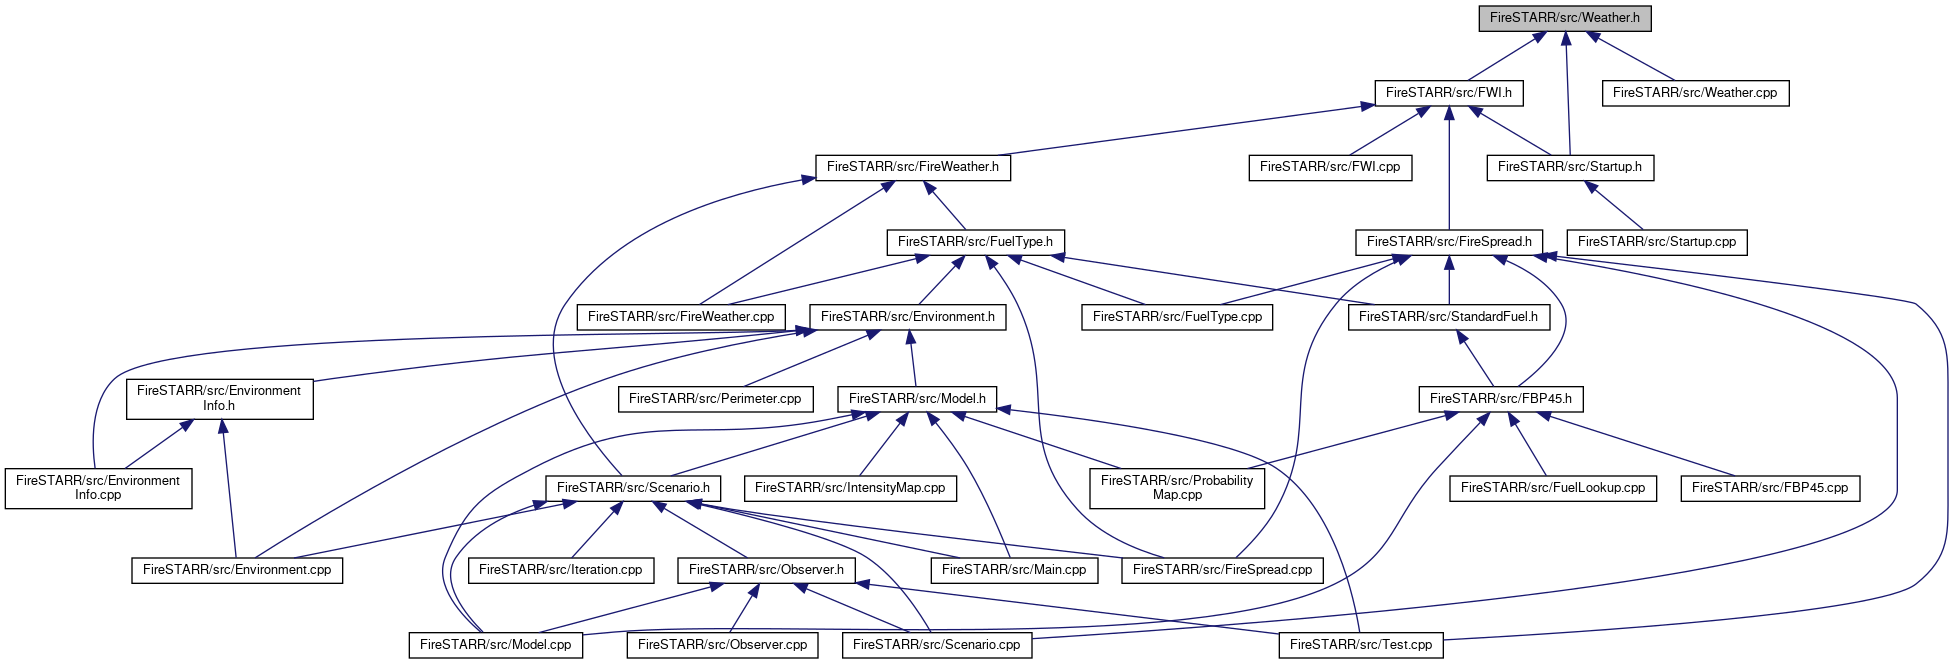 FireSTARR/src/Weather.h
FireSTARR/src/FWI.h
FireSTARR/src/Weather.cpp
FireSTARR/src/FireWeather.h
FireSTARR/src/FWI.cpp
FireSTARR/src/Startup.h
FireSTARR/src/FuelType.h
FireSTARR/src/FireSpread.h
FireSTARR/src/Startup.cpp
FireSTARR/src/FireWeather.cpp
FireSTARR/src/Environment.h
FireSTARR/src/FuelType.cpp
FireSTARR/src/StandardFuel.h
FireSTARR/src/Environment
Info.h
FireSTARR/src/Perimeter.cpp
FireSTARR/src/Model.h
FireSTARR/src/FBP45.h
FireSTARR/src/Environment
Info.cpp
FireSTARR/src/Scenario.h
FireSTARR/src/IntensityMap.cpp
FireSTARR/src/Probability
Map.cpp
FireSTARR/src/FuelLookup.cpp
FireSTARR/src/FBP45.cpp
FireSTARR/src/Environment.cpp
FireSTARR/src/Iteration.cpp
FireSTARR/src/Observer.h
FireSTARR/src/Main.cpp
FireSTARR/src/FireSpread.cpp
FireSTARR/src/Model.cpp
FireSTARR/src/Observer.cpp
FireSTARR/src/Scenario.cpp
FireSTARR/src/Test.cpp